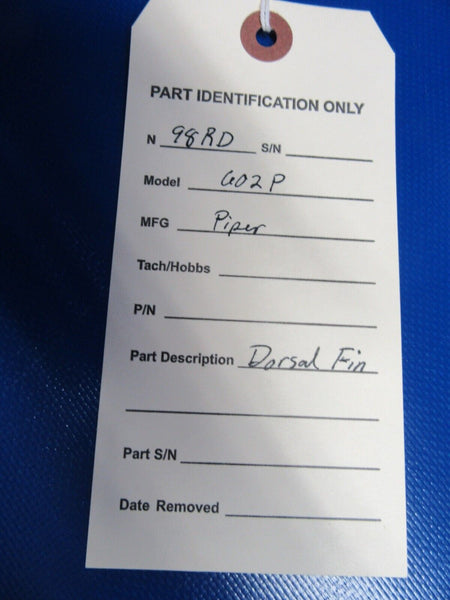 PART IDENTIFICATION ONLY
N 98RD S/N
Model 602P
MFG Piper
Tach/Hobbs
P/N
Part Description Dorsal Fin
Part S/N
Date Removed